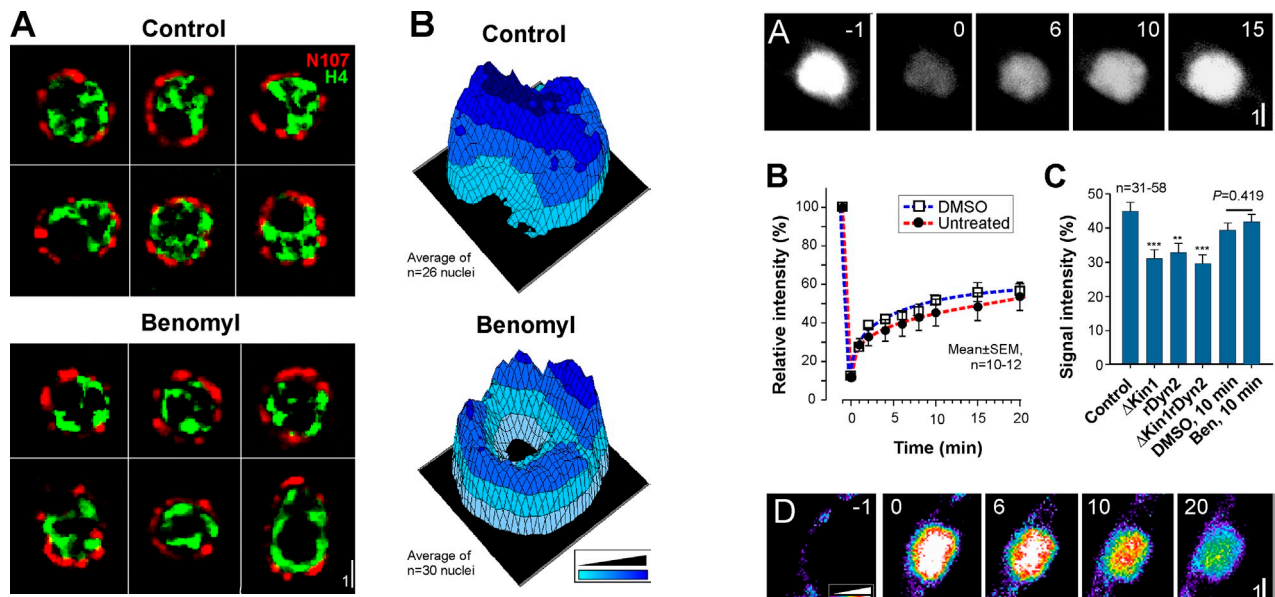 A
Control
N107
H4
Benomyl
1
B
Control
Average of
n=26 nuclei
Benomyl
Average of
n=30 nuclei
A
-1
0
6
10
15
1
B
Relative intensity (%)
100
80
60
40
20
0
DMSO
Untreated
Mean±SEM,
n=10-12
0
5
10
15
20
Time (min)
C
n=31-58
P=0.419
Signal intensity (%)
50
40
30
20
10
0
***
**
***
Control
ΔKin1
rDyn2
ΔKin1rDyn2
DMSO, 10 min
Ben, 10 min
D
-1
0
6
10
20
1